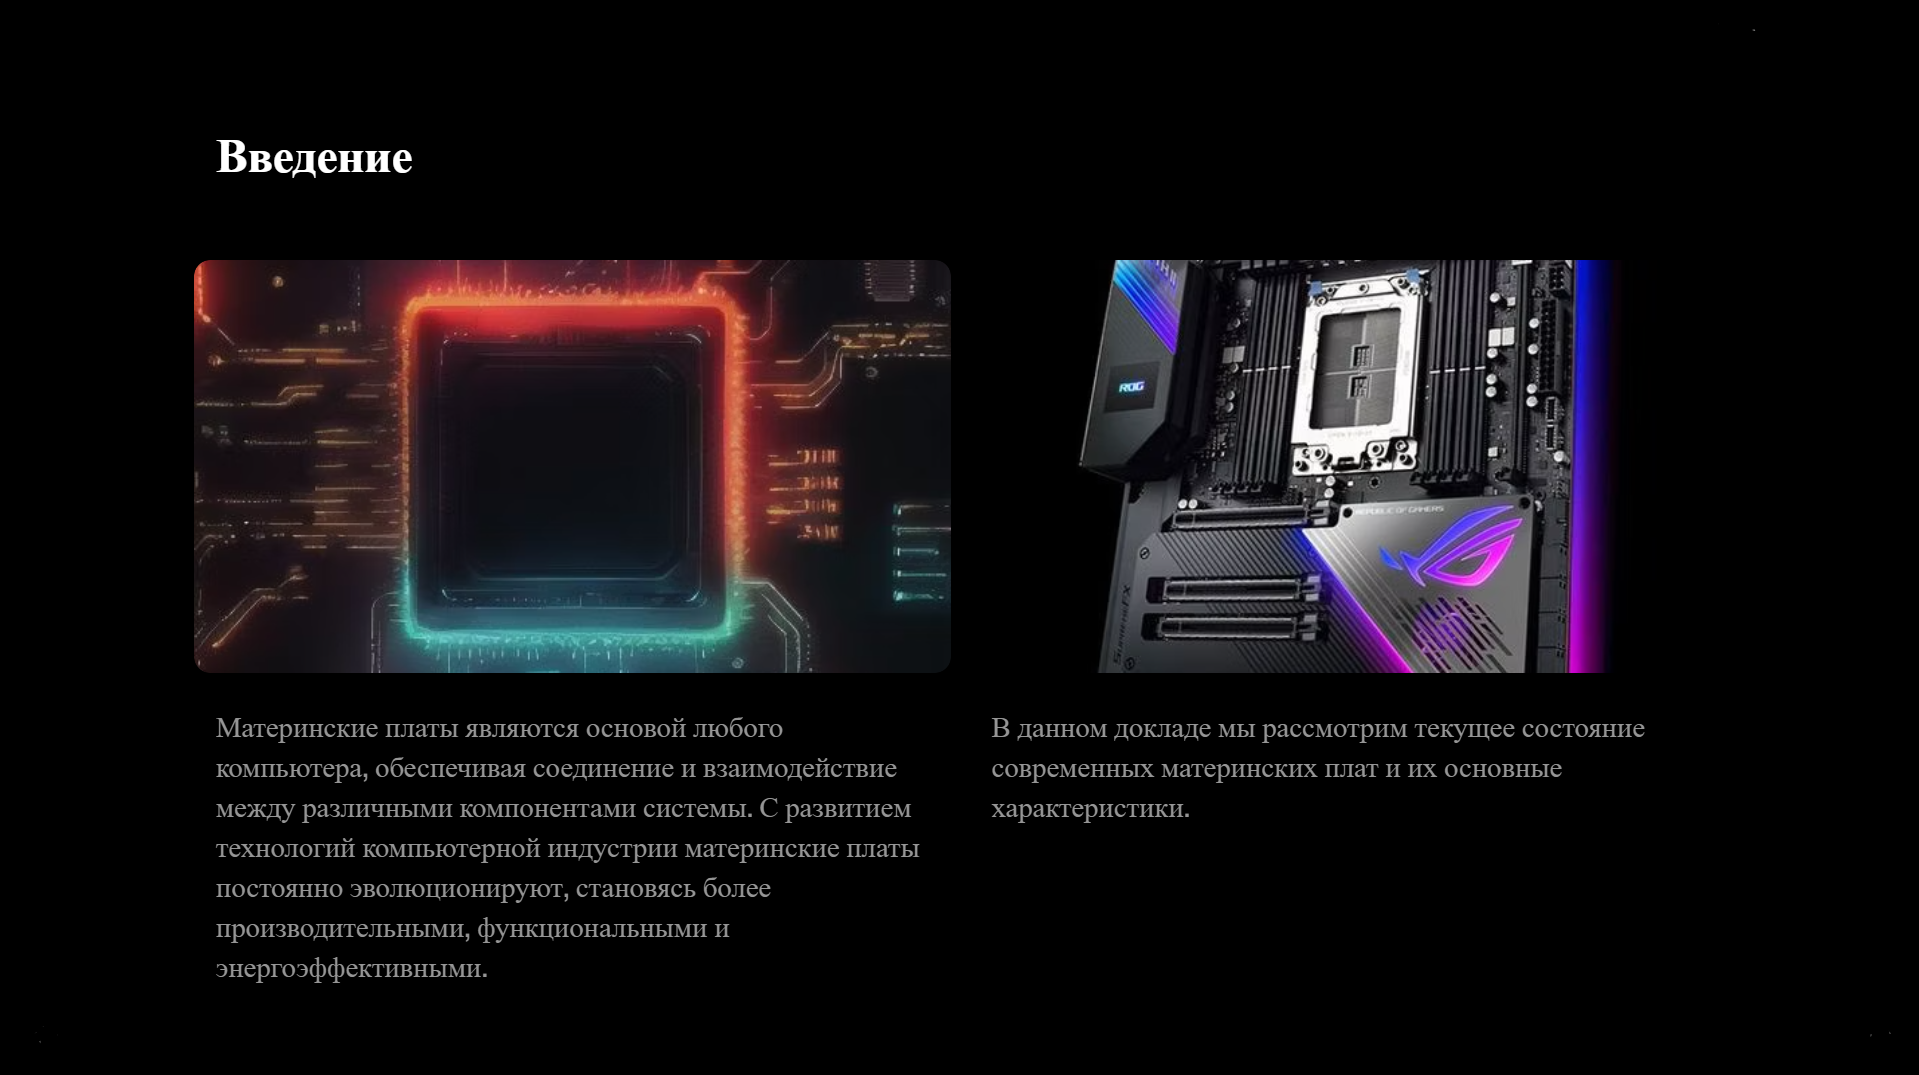 Введение
ROG
REPUBLIC OF GAMERS
SupremeFX
Материнские платы являются основой любого
компьютера, обеспечивая соединение и взаимодействие
между различными компонентами системы. С развитием
технологий компьютерной индустрии материнские платы
постоянно эволюционируют, становясь более
производительными, функциональными и
энергоэффективными.
В данном докладе мы рассмотрим текущее состояние
современных материнских плат и их основные
характеристики.